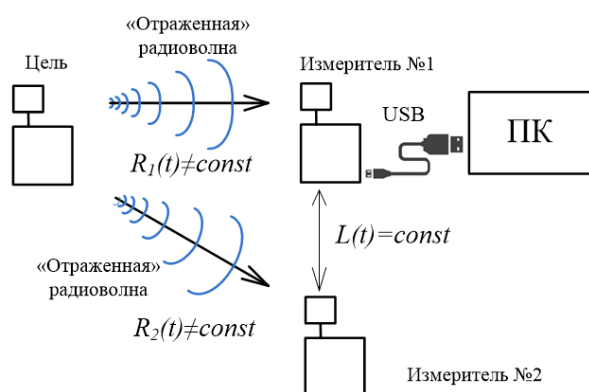 «Отраженная»
радиоволна
Цель
Измеритель №1
USB
ПК
R₁(t)≠const
L(t)=const
«Отраженная»
радиоволна
R₂(t)≠const
Измеритель №2